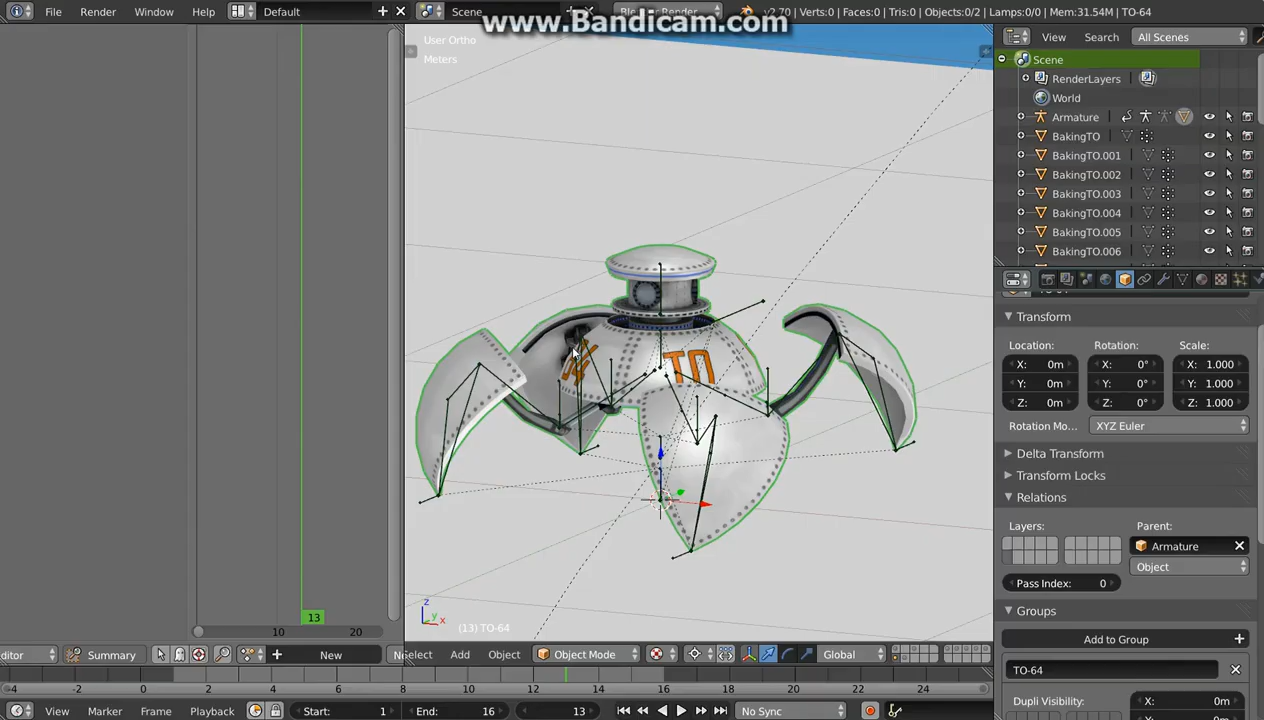 File Render Window Help Default Scene v2.70 | Verts:0 | Faces:0 | Tris:0 | Objects:0/2 | Lamps:0/0 | Mem:31.54M | TO-64
www.Bandicam.com
User Ortho
Meters
View Search All Scenes
Scene
RenderLayers
World
Armature
BakingTO
BakingTO.001
BakingTO.002
BakingTO.003
BakingTO.004
BakingTO.005
BakingTO.006
Transform
Location: Rotation: Scale:
X: 0m X: 0° X: 1.000
Y: 0m Y: 0° Y: 1.000
Z: 0m Z: 0° Z: 1.000
Rotation Mo... XYZ Euler
Delta Transform
Transform Locks
Relations
Layers: Parent:
Armature
Object
Pass Index: 0
Groups
Add to Group
TO-64
Dupli Visibility: X: 0m
Y: 0m
TO
13
10 20
z
y
x
(13) TO-64
ditor Summary New Select Add Object Object Mode Global
-4 -2 0 2 4 6 8 10 12 14 16 18 20 22 24
View Marker Frame Playback Start: 1 End: 16 13 No Sync